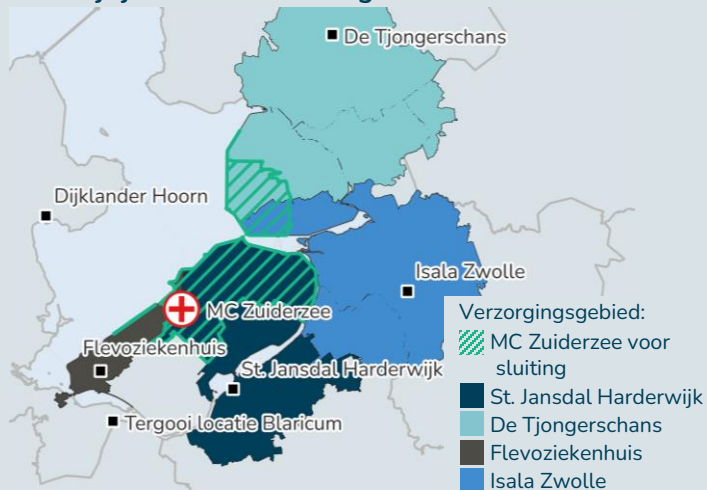 De Tjongerschans
Dijklander Hoorn
Isala Zwolle
MC Zuiderzee
Flevoziekenhuis
St. Jansdal Harderwijk
Tergooi locatie Blaricum
Verzorgingsgebied:
MC Zuiderzee voor
sluiting
St. Jansdal Harderwijk
De Tjongerschans
Flevoziekenhuis
Isala Zwolle